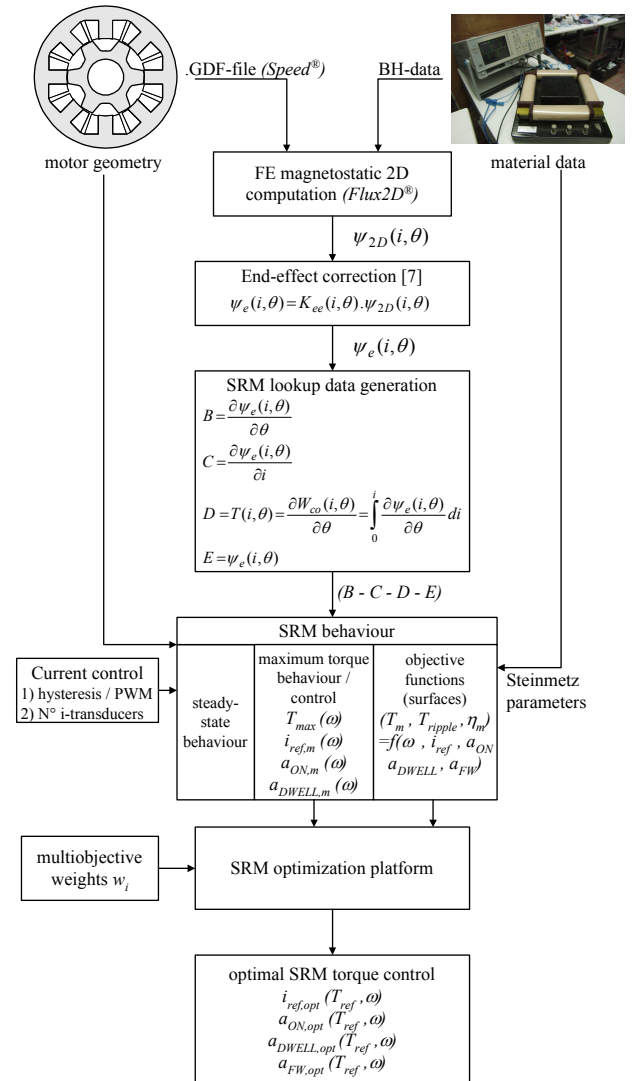 .GDF-file (Speed®)
BH-data
motor geometry
material data
FE magnetostatic 2D
computation (Flux2D®)
ψ2D(i,θ)
End-effect correction [7]
ψe(i,θ)=Kee(i,θ).ψ2D(i,θ)
ψe(i,θ)
SRM lookup data generation
B=∂ψe(i,θ)/∂θ
C=∂ψe(i,θ)/∂i
D=T(i,θ)=∂Wco(i,θ)/∂θ=∫0i ∂ψe(i,θ)/∂θ di
E=ψe(i,θ)
(B - C - D - E)
SRM behaviour
Current control
1) hysteresis / PWM
2) N° i-transducers
steady-
state
behaviour
maximum torque
behaviour /
control
Tmax(ω)
iref,m(ω)
aON,m(ω)
aDWELL,m(ω)
objective
functions
(surfaces)
(Tm , Tripple , ηm)
=f(ω , iref , aON
aDWELL , aFW)
Steinmetz
parameters
multiobjective
weights wi
SRM optimization platform
optimal SRM torque control
iref,opt (Tref ,ω)
aON,opt (Tref ,ω)
aDWELL,opt (Tref ,ω)
aFW,opt (Tref ,ω)